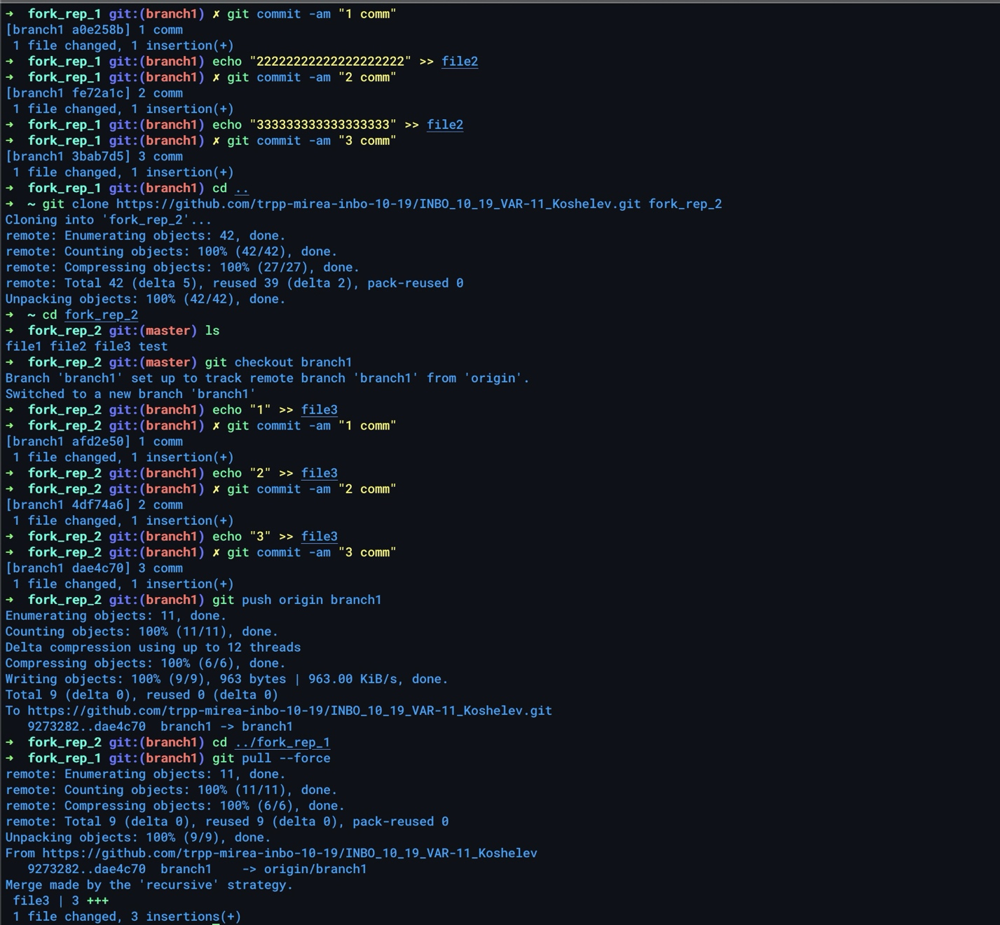 ➜  fork_rep_1 git:(branch1) ✗ git commit -am "1 comm"
[branch1 a0e258b] 1 comm
 1 file changed, 1 insertion(+)
➜  fork_rep_1 git:(branch1) echo "22222222222222222222" >> file2
➜  fork_rep_1 git:(branch1) ✗ git commit -am "2 comm"
[branch1 fe72a1c] 2 comm
 1 file changed, 1 insertion(+)
➜  fork_rep_1 git:(branch1) echo "333333333333333333" >> file2
➜  fork_rep_1 git:(branch1) ✗ git commit -am "3 comm"
[branch1 3bab7d5] 3 comm
 1 file changed, 1 insertion(+)
➜  fork_rep_1 git:(branch1) cd ..
➜  ~ git clone https://github.com/trpp-mirea-inbo-10-19/INBO_10_19_VAR-11_Koshelev.git fork_rep_2
Cloning into 'fork_rep_2'...
remote: Enumerating objects: 42, done.
remote: Counting objects: 100% (42/42), done.
remote: Compressing objects: 100% (27/27), done.
remote: Total 42 (delta 5), reused 39 (delta 2), pack-reused 0
Unpacking objects: 100% (42/42), done.
➜  ~ cd fork_rep_2
➜  fork_rep_2 git:(master) ls
file1 file2 file3 test
➜  fork_rep_2 git:(master) git checkout branch1
Branch 'branch1' set up to track remote branch 'branch1' from 'origin'.
Switched to a new branch 'branch1'
➜  fork_rep_2 git:(branch1) echo "1" >> file3
➜  fork_rep_2 git:(branch1) ✗ git commit -am "1 comm"
[branch1 afd2e50] 1 comm
 1 file changed, 1 insertion(+)
➜  fork_rep_2 git:(branch1) echo "2" >> file3
➜  fork_rep_2 git:(branch1) ✗ git commit -am "2 comm"
[branch1 4df74a6] 2 comm
 1 file changed, 1 insertion(+)
➜  fork_rep_2 git:(branch1) echo "3" >> file3
➜  fork_rep_2 git:(branch1) ✗ git commit -am "3 comm"
[branch1 dae4c70] 3 comm
 1 file changed, 1 insertion(+)
➜  fork_rep_2 git:(branch1) git push origin branch1
Enumerating objects: 11, done.
Counting objects: 100% (11/11), done.
Delta compression using up to 12 threads
Compressing objects: 100% (6/6), done.
Writing objects: 100% (9/9), 963 bytes | 963.00 KiB/s, done.
Total 9 (delta 0), reused 0 (delta 0)
To https://github.com/trpp-mirea-inbo-10-19/INBO_10_19_VAR-11_Koshelev.git
   9273282..dae4c70  branch1 -> branch1
➜  fork_rep_2 git:(branch1) cd ../fork_rep_1
➜  fork_rep_1 git:(branch1) git pull --force
remote: Enumerating objects: 11, done.
remote: Counting objects: 100% (11/11), done.
remote: Compressing objects: 100% (6/6), done.
remote: Total 9 (delta 0), reused 9 (delta 0), pack-reused 0
Unpacking objects: 100% (9/9), done.
From https://github.com/trpp-mirea-inbo-10-19/INBO_10_19_VAR-11_Koshelev
   9273282..dae4c70  branch1    -> origin/branch1
Merge made by the 'recursive' strategy.
 file3 | 3 +++
 1 file changed, 3 insertions(+)